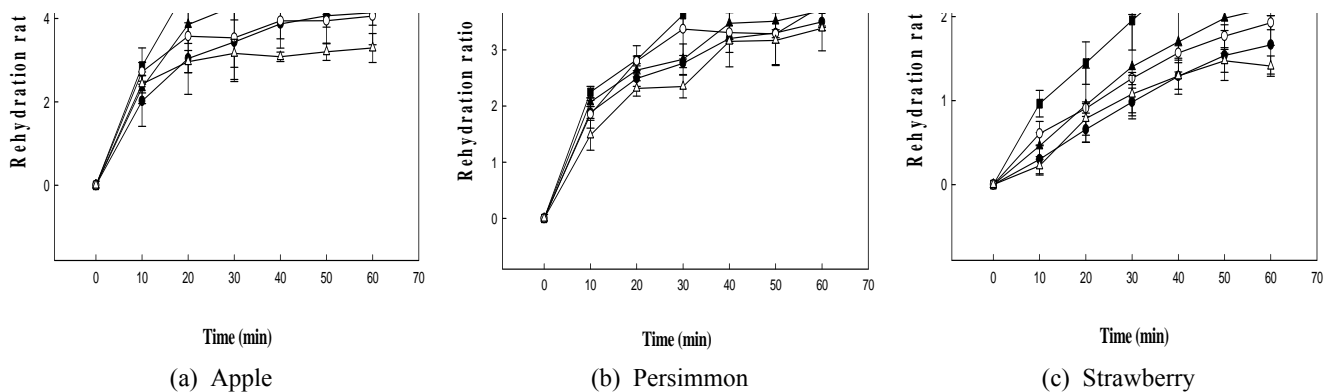 4
2
0
Rehydration rat
0 10 20 30 40 50 60 70
Time (min)
(a) Apple
3
2
1
0
Rehydration ratio
0 10 20 30 40 50 60 70
Time (min)
(b) Persimmon
2
1
0
Rehydration rat
0 10 20 30 40 50 60 70
Time (min)
(c) Strawberry